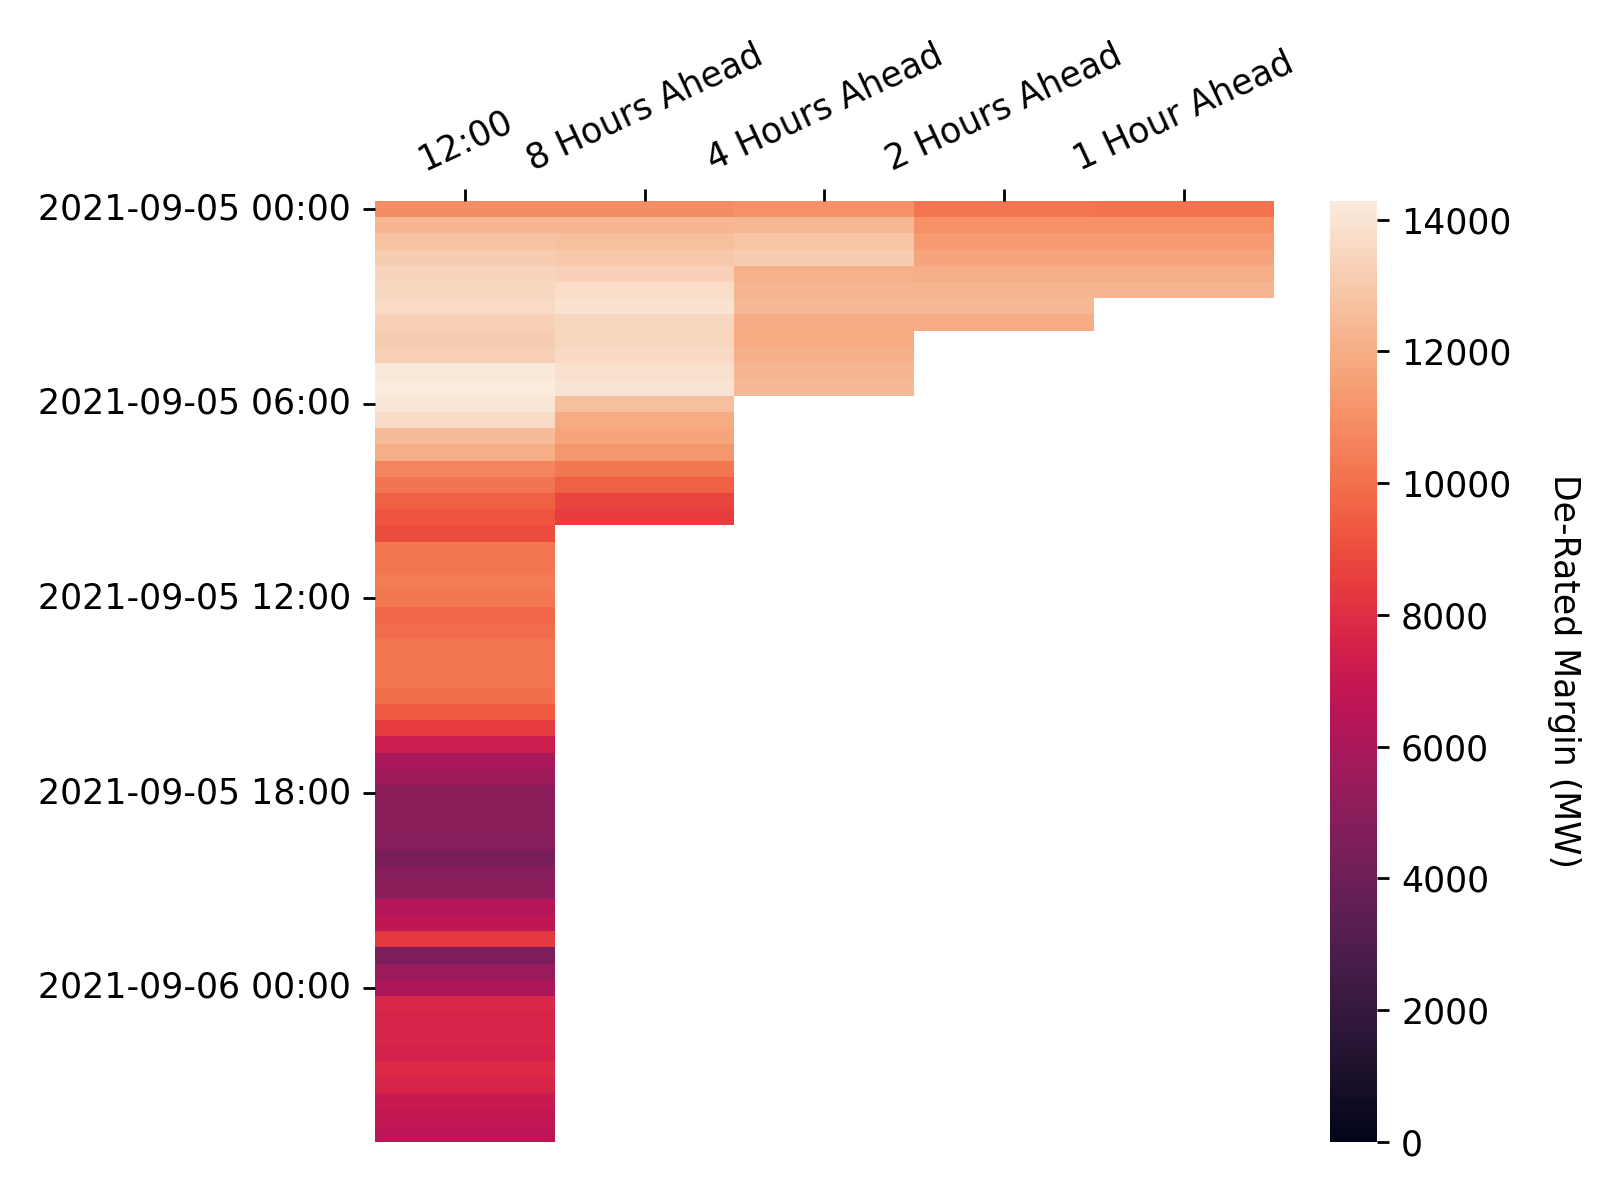 12:00
8 Hours Ahead
4 Hours Ahead
2 Hours Ahead
1 Hour Ahead
2021-09-05 00:00
2021-09-05 06:00
2021-09-05 12:00
2021-09-05 18:00
2021-09-06 00:00
14000
12000
10000
8000
6000
4000
2000
0
De-Rated Margin (MW)